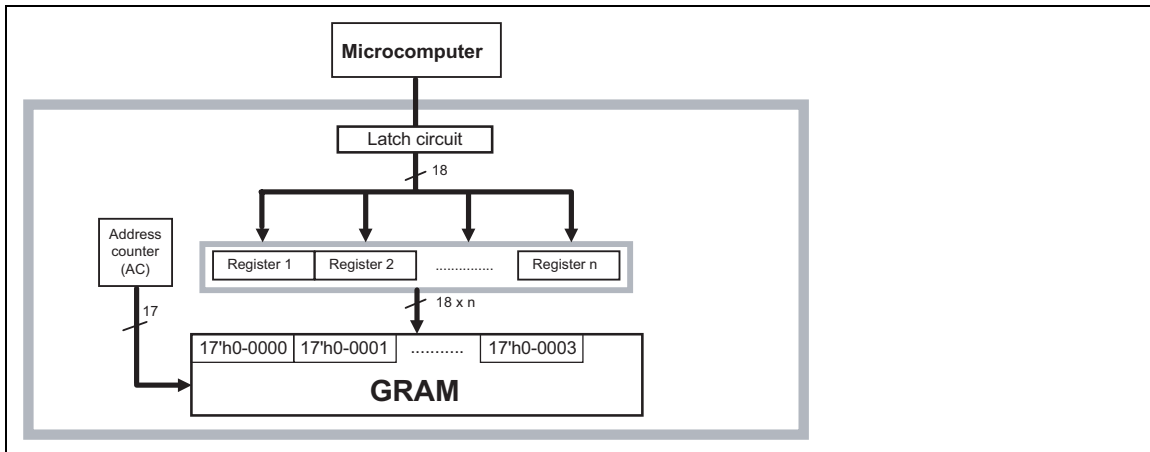 Microcomputer
Latch circuit
18
Address
counter
(AC)
Register 1 Register 2 ............... Register n
17
18 x n
17'h0-0000 17'h0-0001 ........... 17'h0-0003
GRAM